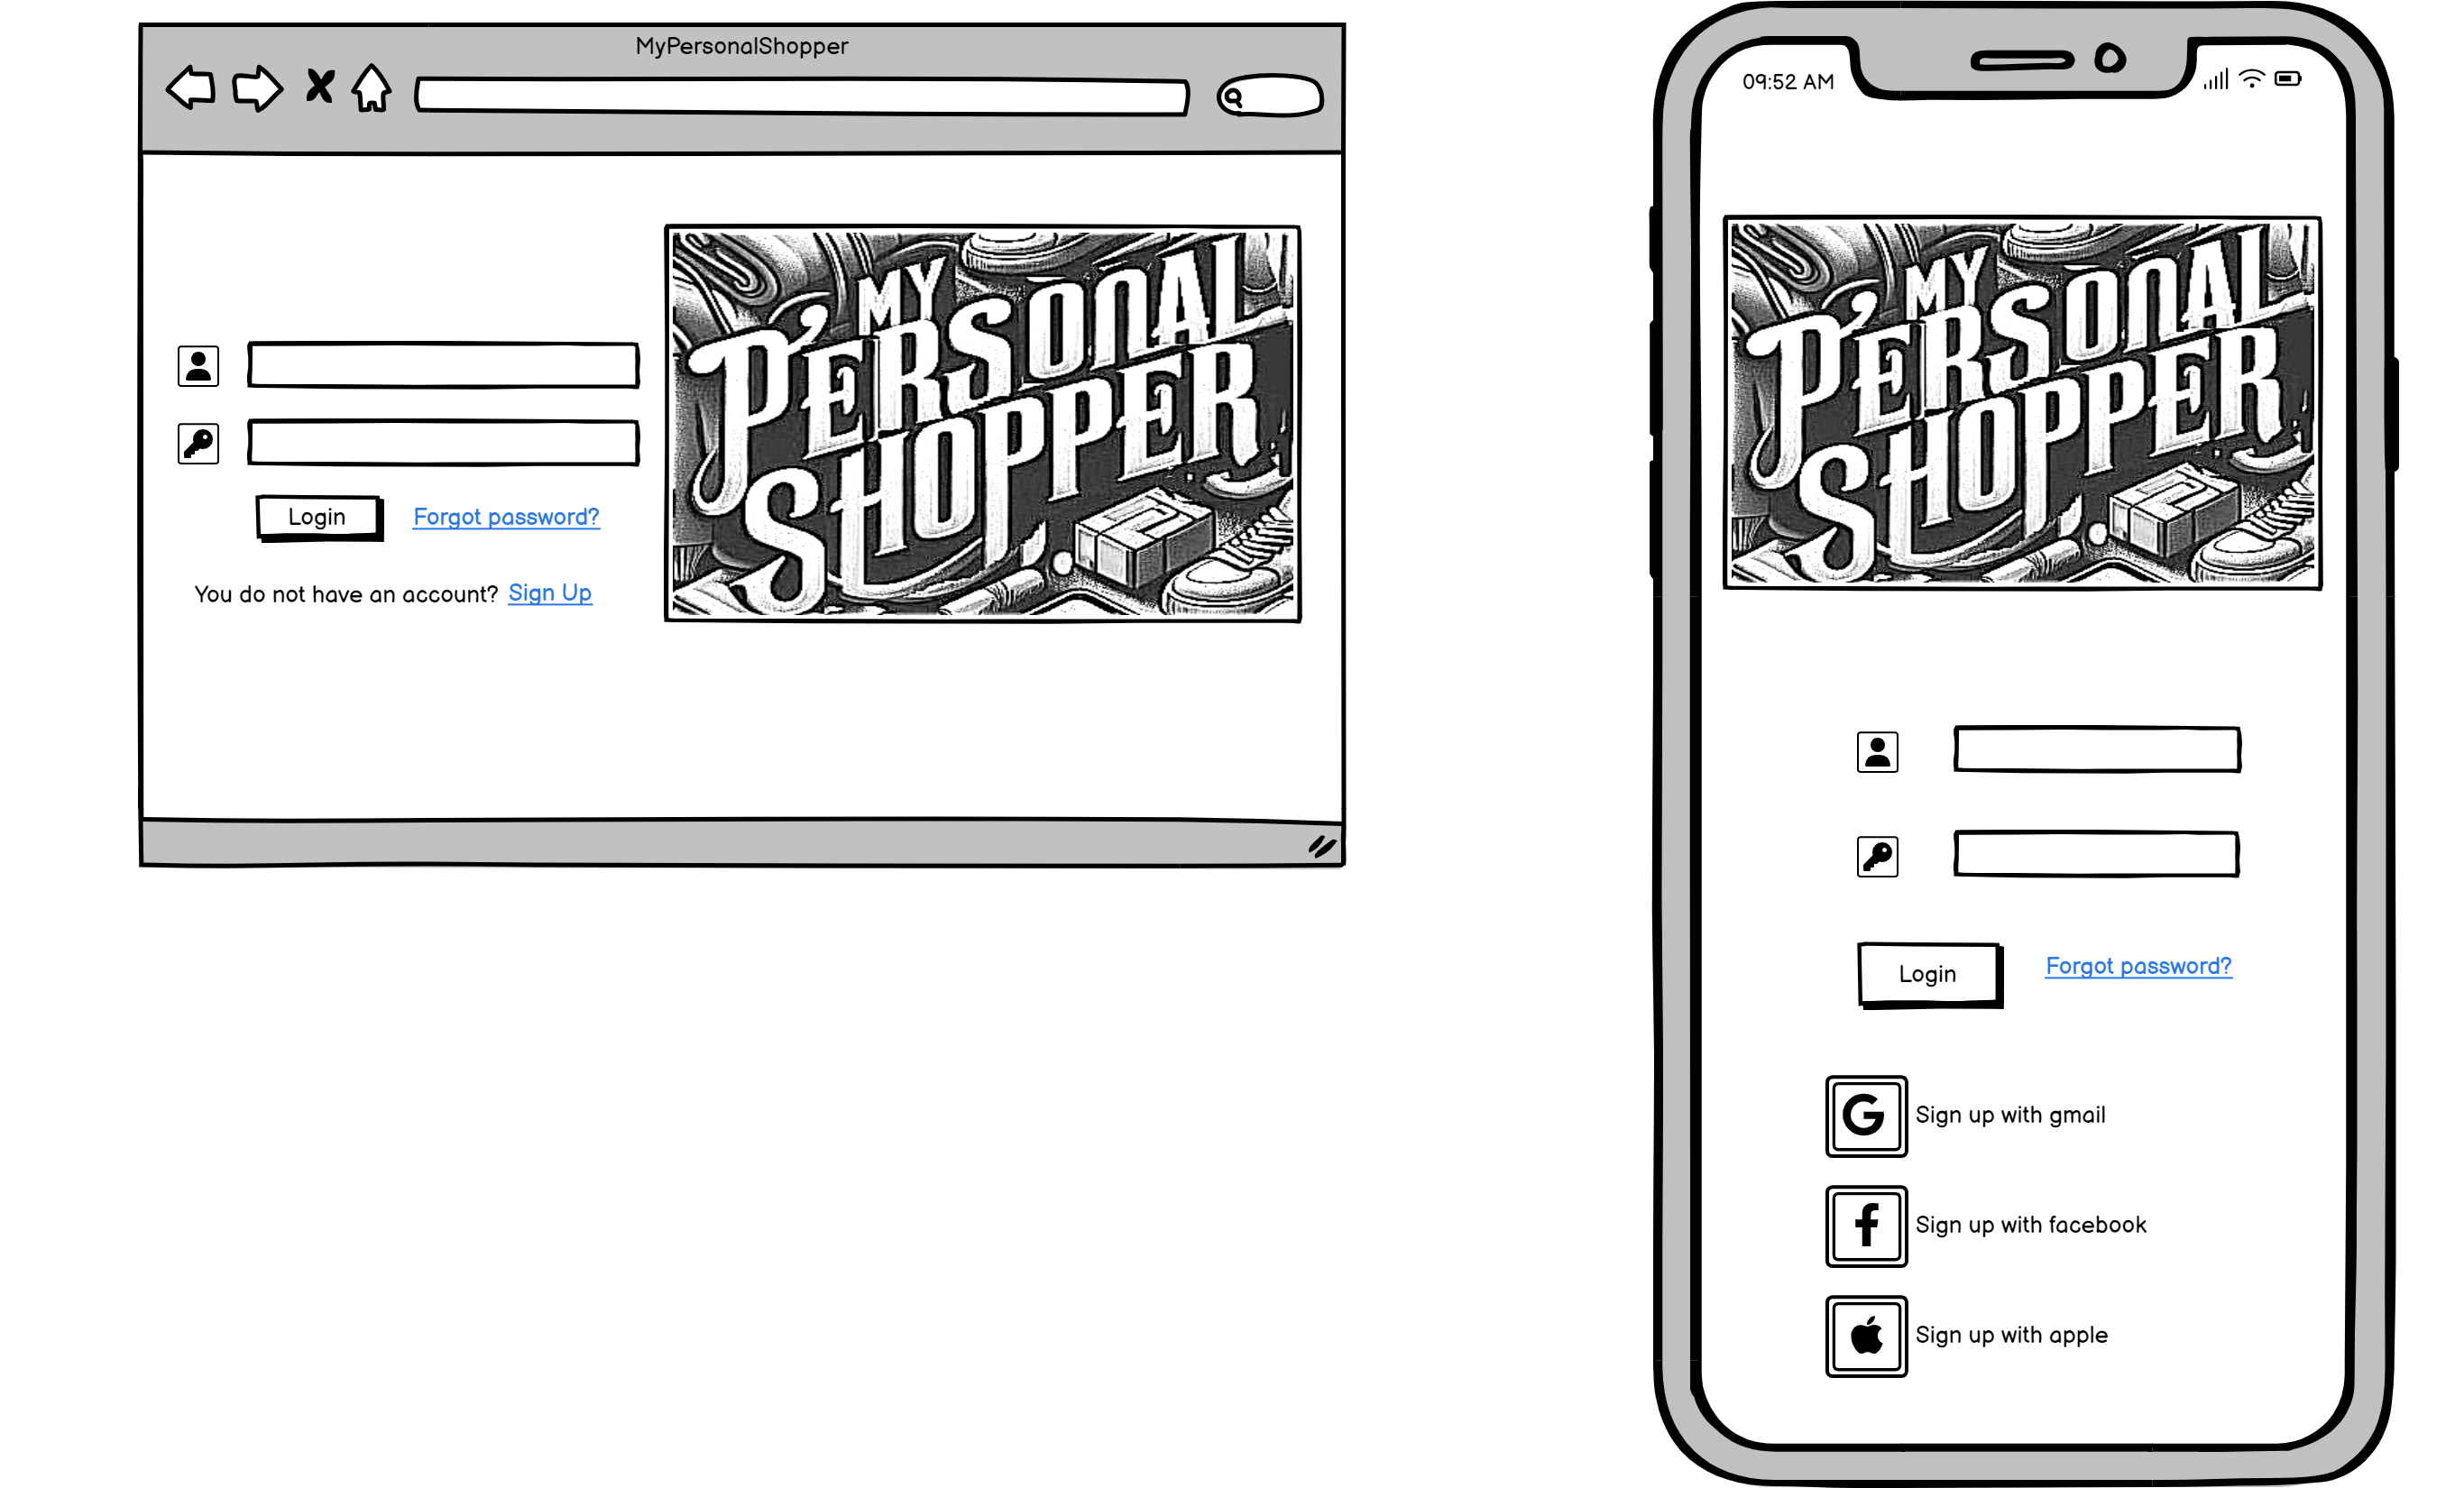 MyPersonalShopper
Login
Forgot password?
You do not have an account? Sign Up
MY
PERSONAL
SHOPPER
09:52 AM
MY
PERSONAL
SHOPPER
Login
Forgot password?
Sign up with gmail
Sign up with facebook
Sign up with apple